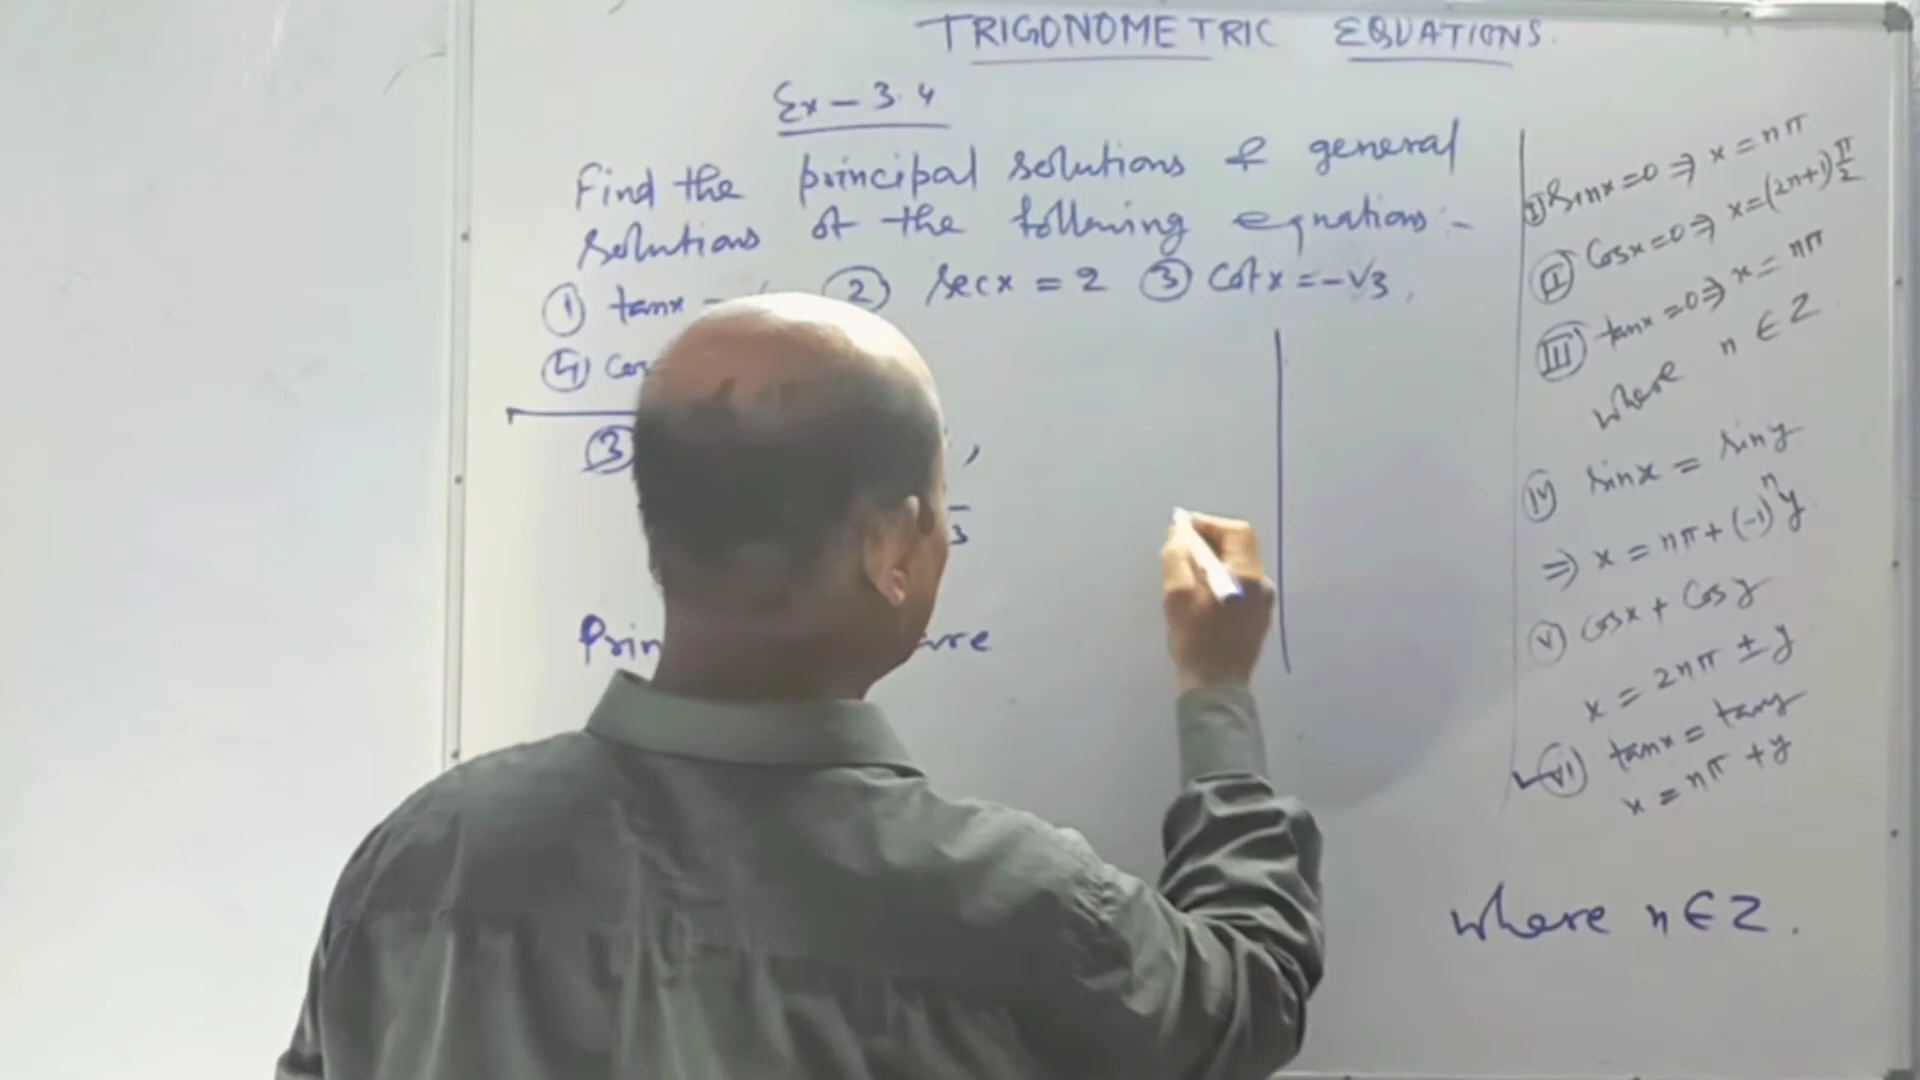 TRIGONOMETRIC EQUATIONS.
Ex - 3.4
Find the principal solutions & general
solutions of the following equations :-
① tanx ② secx = 2 ③ cotx = -√3,
④
③ ,
3
are
Ⓘ sinx=0 ⇒ x = nπ
Ⓘⓘ Cosx=0 ⇒ x=(2n+1)π/2
Ⓘⓘⓘ tanx =0 ⇒ x = nπ
where n ∈ Z
Ⓘⓥ sinx = siny
⇒ x = nπ + (-1)ⁿy
Ⓥ cosx + Cosy
x = 2nπ ± y
ⓋⒾ tanx = tany
x = nπ + y
where n ∈ Z.